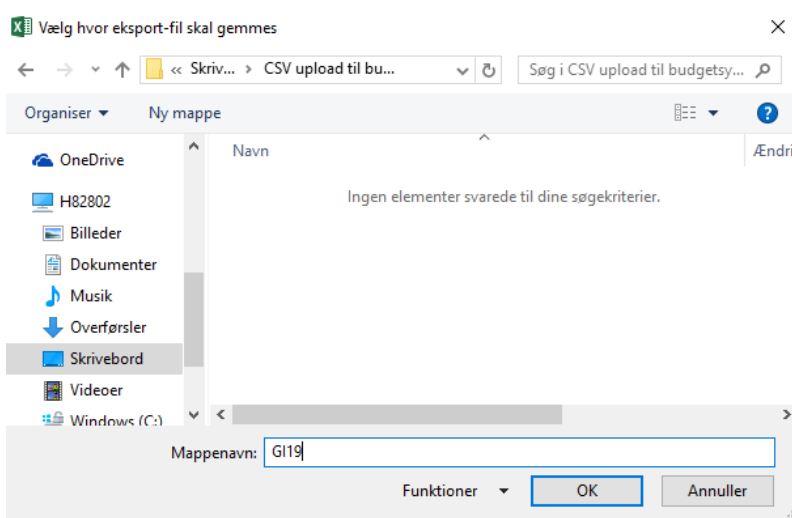 Vælg hvor eksport-fil skal gemmes
« Skriv... › CSV upload til bu... Søg i CSV upload til budgetsy...
Organiser Ny mappe
Navn Ændri
OneDrive
Ingen elementer svarede til dine søgekriterier.
H82802
Billeder
Dokumenter
Musik
Overførsler
Skrivebord
Videoer
Windows (C:)
Mappenavn: GI19
Funktioner OK Annuller